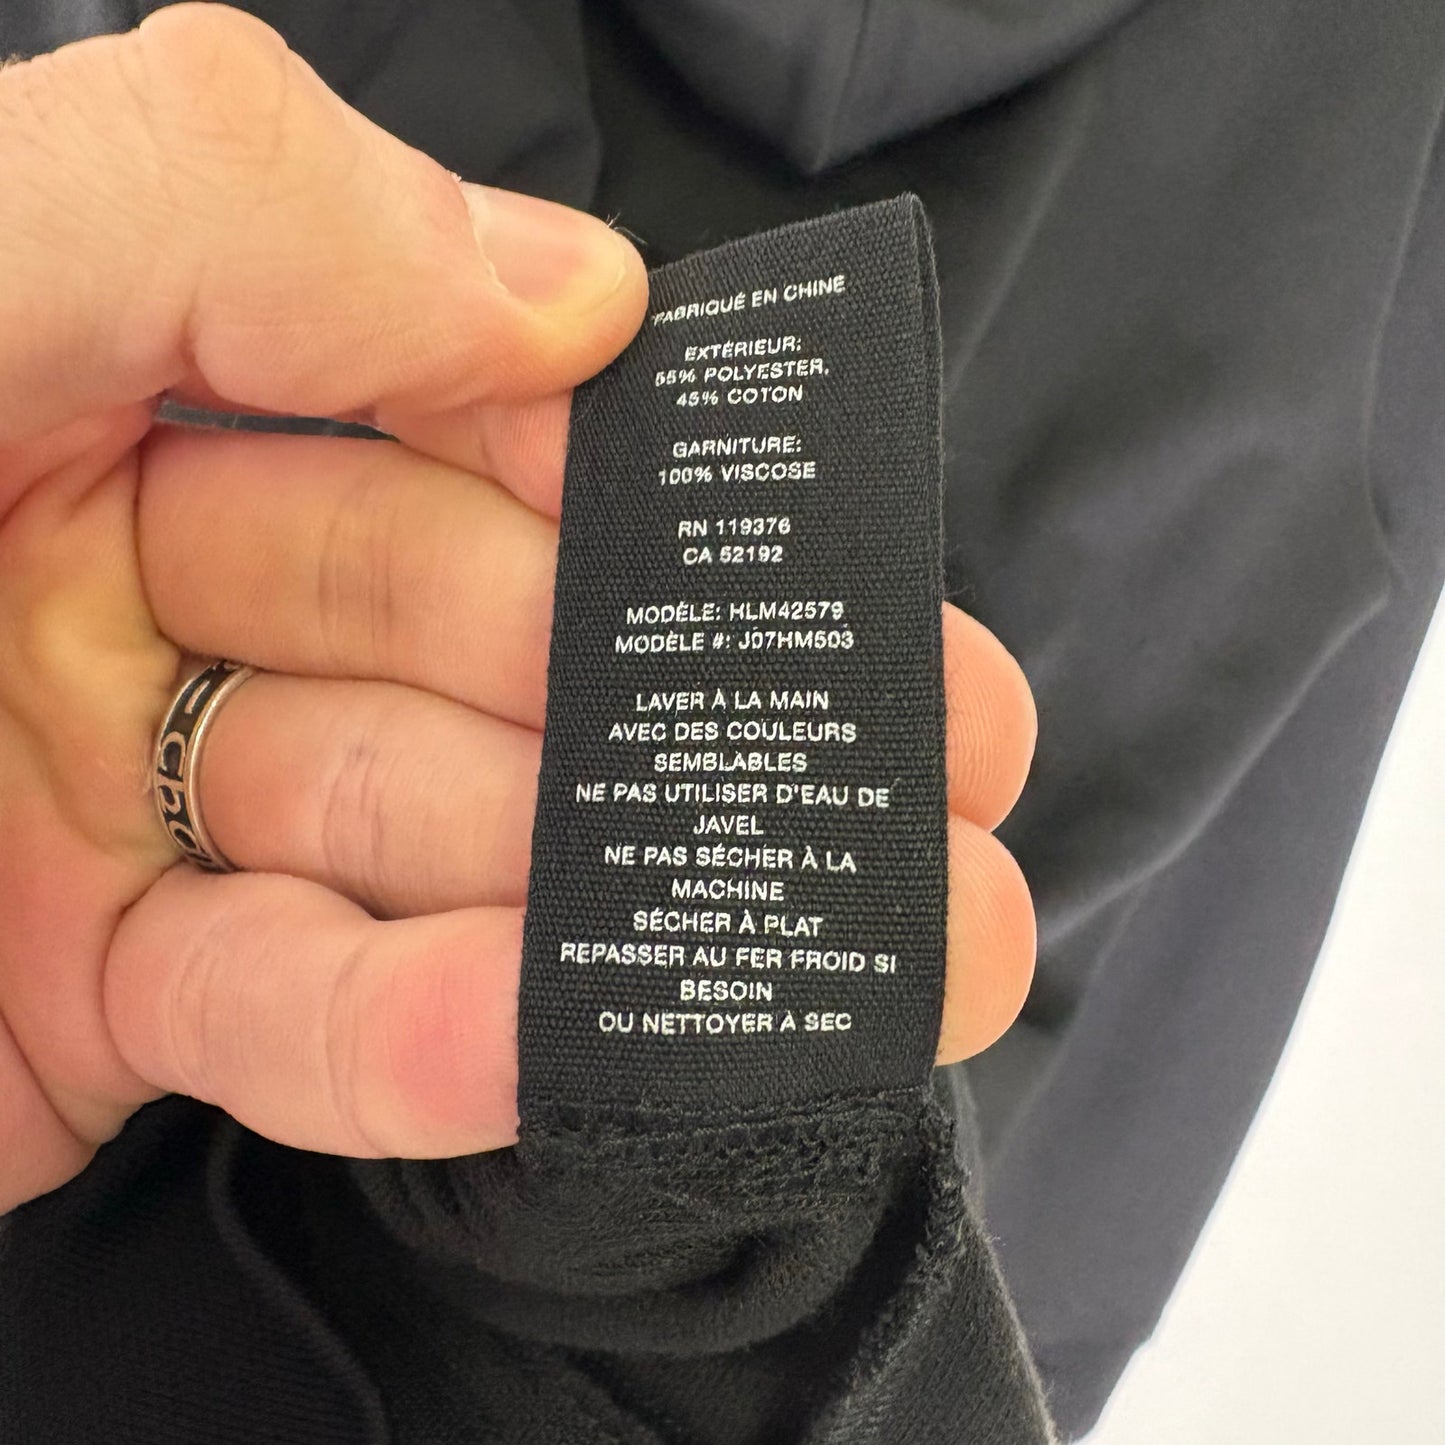 FABRIQUÉ EN CHINE
EXTÉRIEUR:
55% POLYESTER,
45% COTON
GARNITURE:
100% VISCOSE
RN 119376
CA 52192
MODÈLE: HLM42579
MODÈLE #: J07HM503
LAVER À LA MAIN
AVEC DES COULEURS
SEMBLABLES
NE PAS UTILISER D'EAU DE
JAVEL
NE PAS SÉCHER À LA
MACHINE
SÉCHER À PLAT
REPASSER AU FER FROID SI
BESOIN
OU NETTOYER À SEC